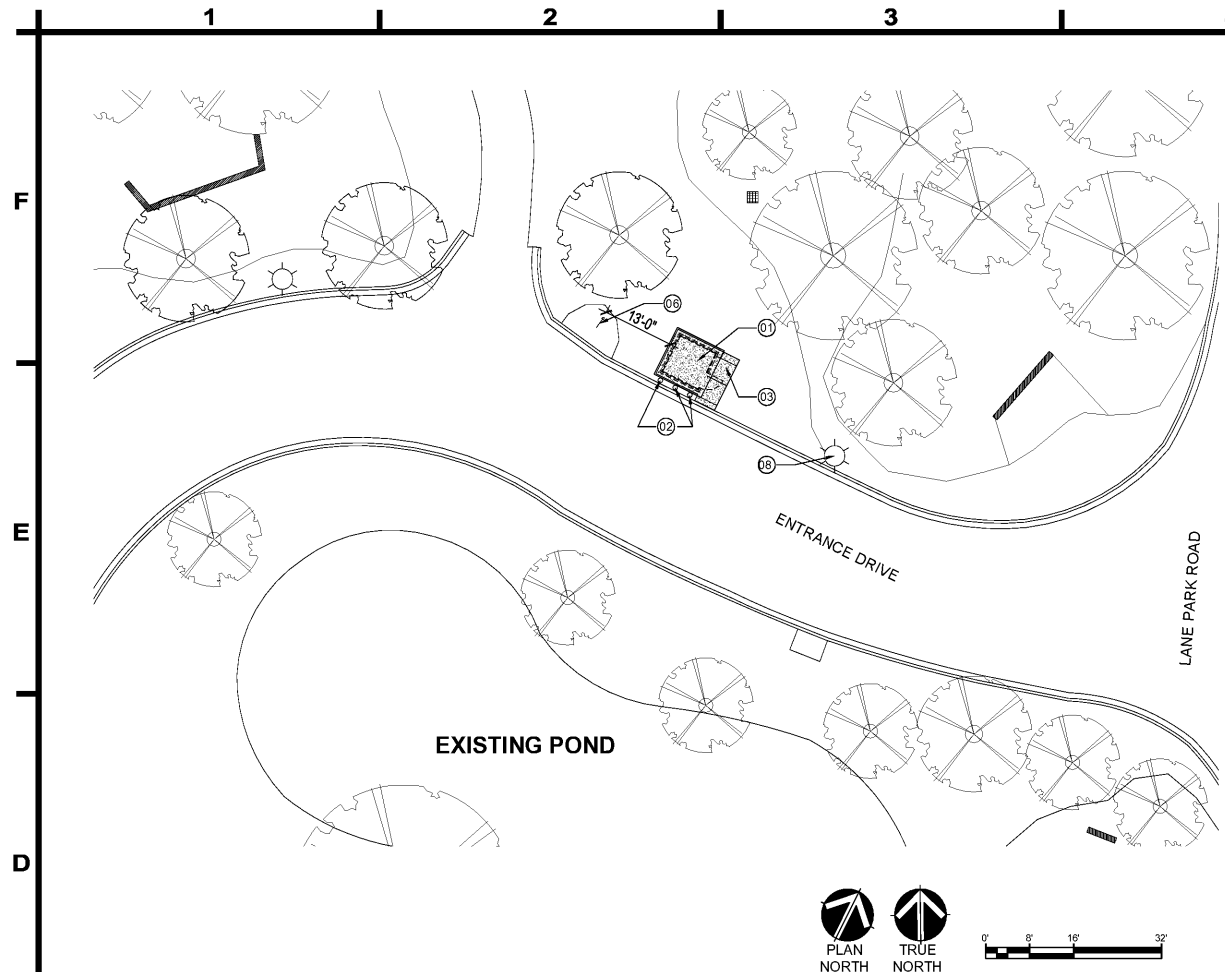 1 2 3
F
06
13'-0"
01
03
02
08
E
ENTRANCE DRIVE
LANE PARK ROAD
EXISTING POND
D
PLAN NORTH
TRUE NORTH
0' 8' 16' 32'